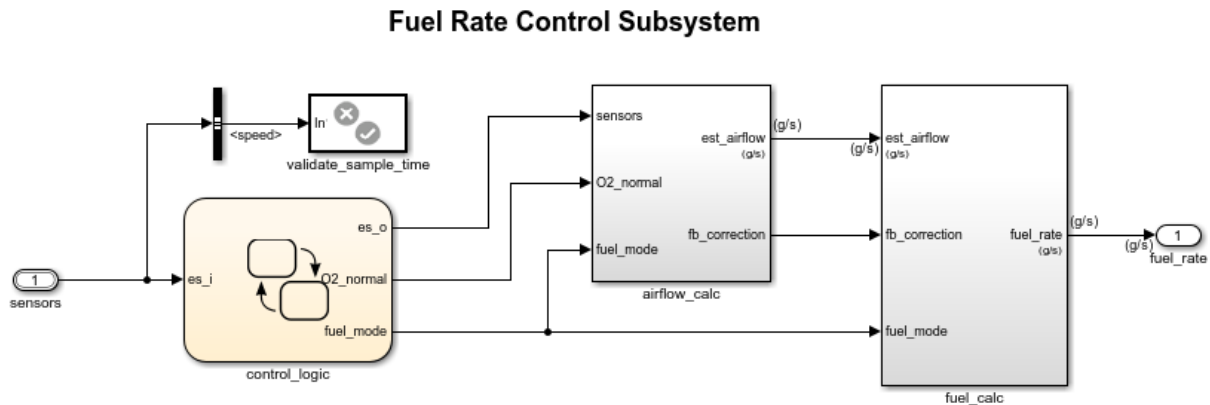 Fuel Rate Control Subsystem
<speed>
In
validate_sample_time
1
sensors
es_i
es_o
O2_normal
fuel_mode
control_logic
sensors
O2_normal
fuel_mode
est_airflow
(g/s)
fb_correction
airflow_calc
(g/s)
(g/s)
est_airflow
(g/s)
fb_correction
fuel_mode
fuel_rate
(g/s)
fuel_calc
(g/s)
(g/s)
1
fuel_rate